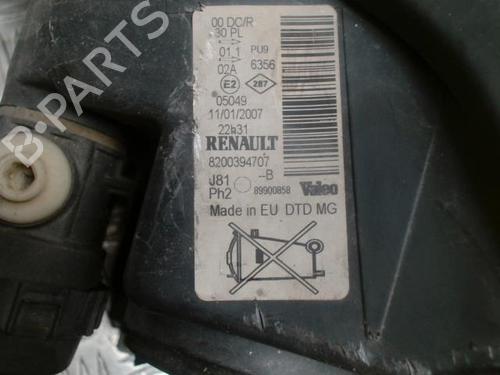 00 DC/R
30 PL
01 1 PU9
02A 6356
E2 287
05049
11/01/2007
22h31
RENAULT
8200394707
J81 --B
Ph2 89900858 Valeo
Made in EU DTD MG
B-PARTS